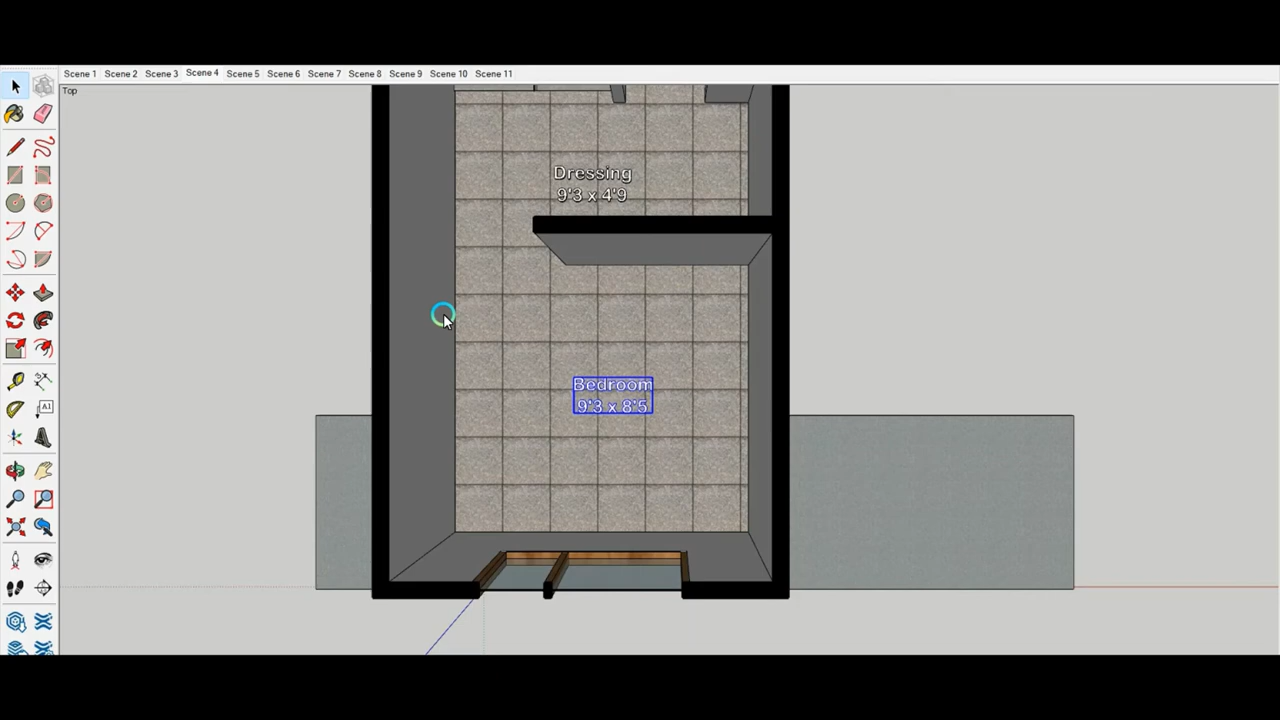 Scene 1 Scene 2 Scene 3 Scene 4 Scene 5 Scene 6 Scene 7 Scene 8 Scene 9 Scene 10 Scene 11
Top
Dressing
9'3 x 4'9
A1
Bedroom
9'3 x 8'5